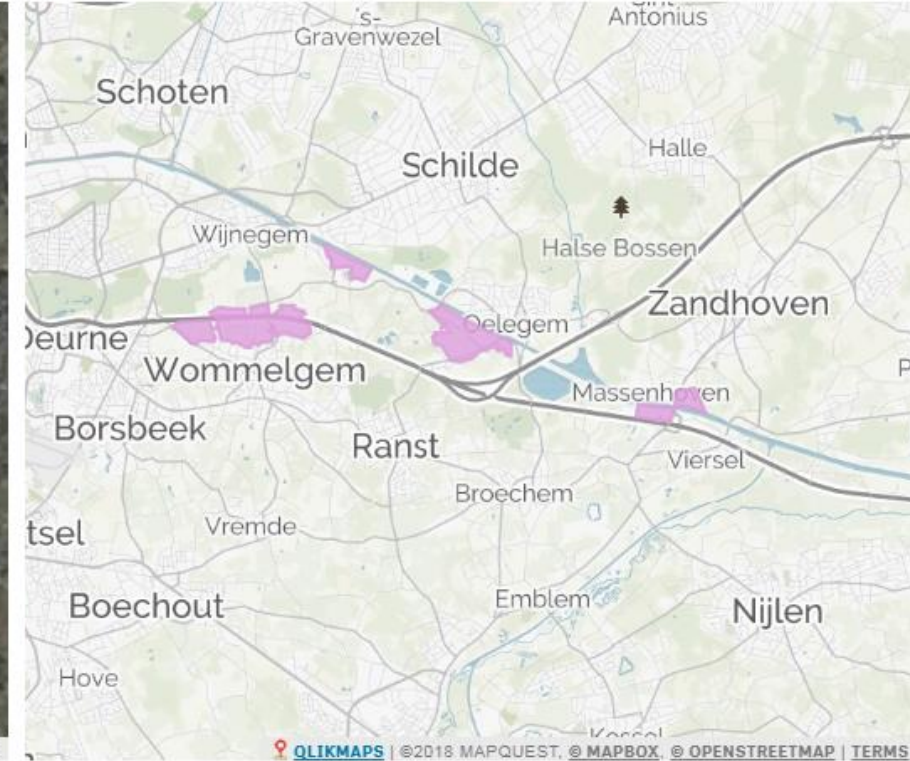 Antonius
's-
Gravenwezel
Schoten
Halle
Schilde
Wijnegem
Halse Bossen
Zandhoven
Oelegem
Deurne
Wommelgem
Massenhoven
Borsbeek
Ranst
Viersel
Broechem
Vremde
tsel
Emblem
Boechout
Nijlen
Hove
QLIKMAPS | ©2018 MAPQUEST, © MAPBOX, © OPENSTREETMAP | TERMS